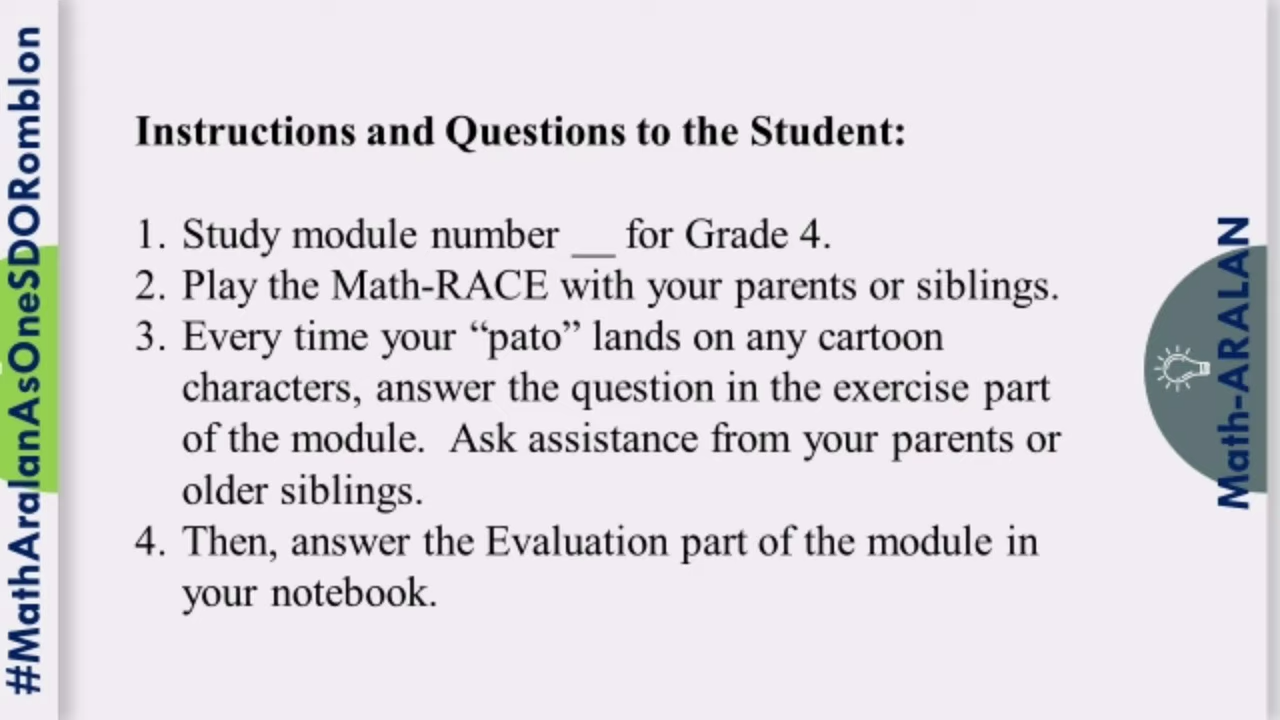 #MathAralanAsOneSDORomblon
Instructions and Questions to the Student:
1. Study module number __ for Grade 4.
2. Play the Math-RACE with your parents or siblings.
3. Every time your “pato” lands on any cartoon
characters, answer the question in the exercise part
of the module.  Ask assistance from your parents or
older siblings.
4. Then, answer the Evaluation part of the module in
your notebook.
Math-ARALAN